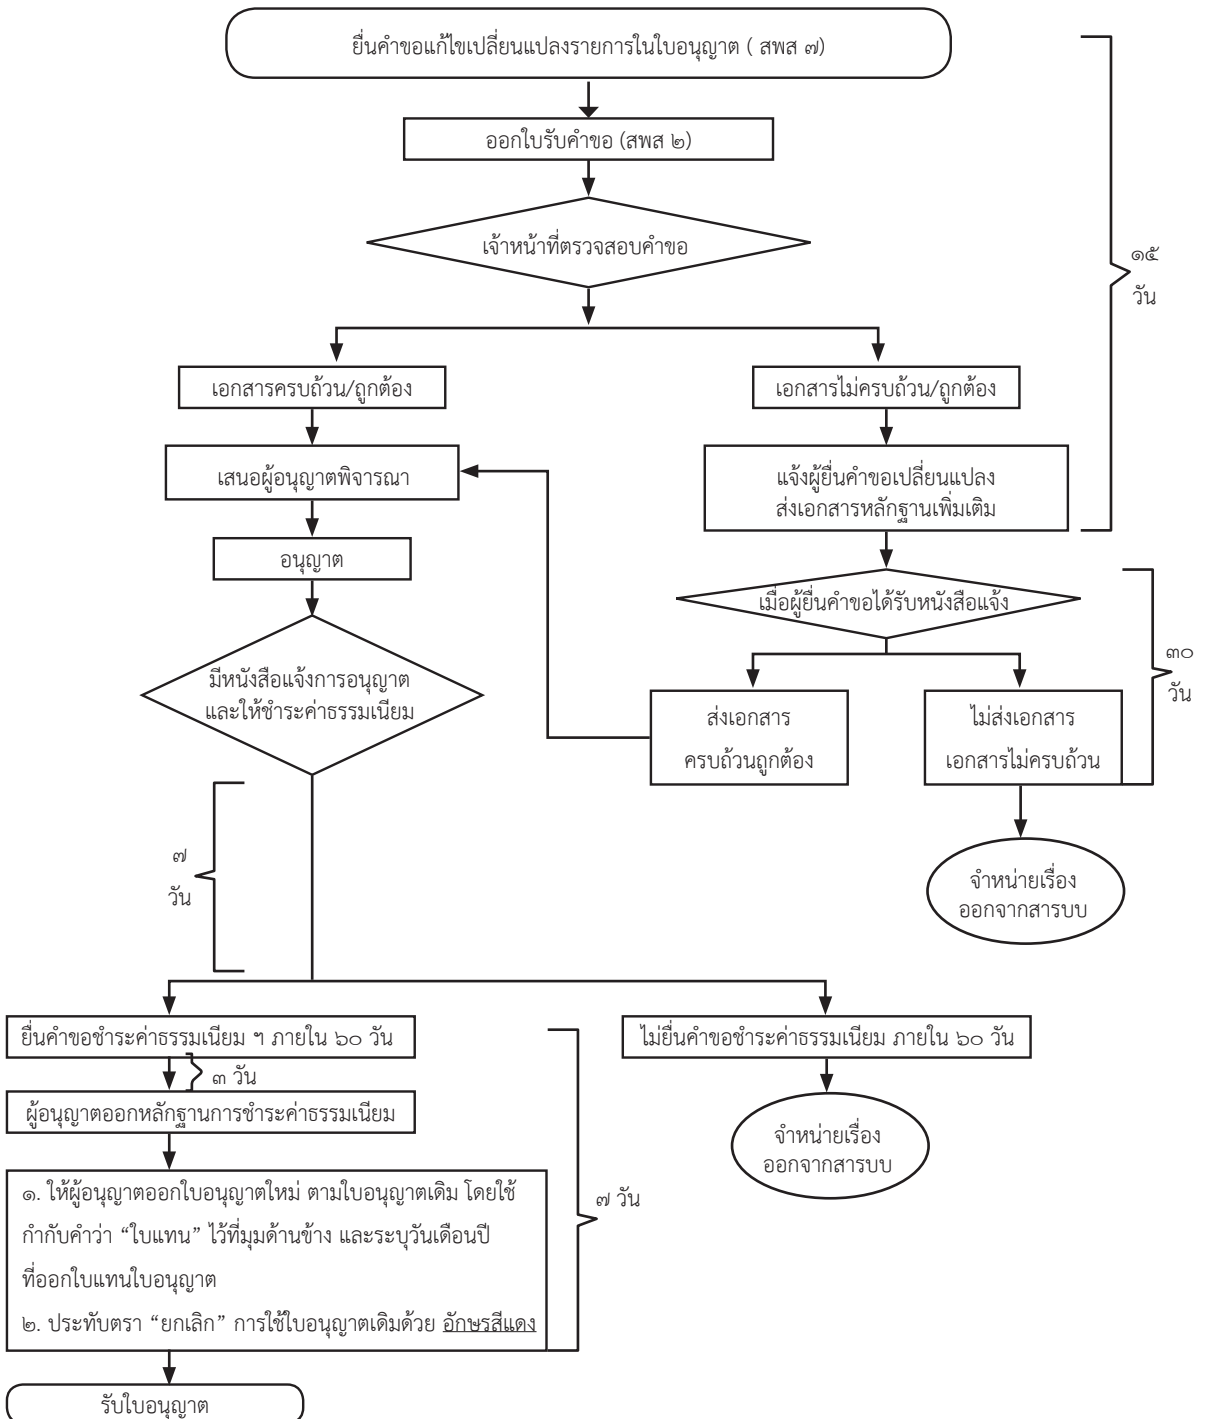 ยื่นคำขอแก้ไขเปลี่ยนแปลงรายการในใบอนุญาต ( สพส ๗)
ออกใบรับคำขอ (สพส ๒)
เจ้าหน้าที่ตรวจสอบคำขอ
๑๕
วัน
เอกสารครบถ้วน/ถูกต้อง
เอกสารไม่ครบถ้วน/ถูกต้อง
เสนอผู้อนุญาตพิจารณา
แจ้งผู้ยื่นคำขอเปลี่ยนแปลง
ส่งเอกสารหลักฐานเพิ่มเติม
อนุญาต
เมื่อผู้ยื่นคำขอได้รับหนังสือแจ้ง
๓๐
วัน
มีหนังสือแจ้งการอนุญาต
และให้ชำระค่าธรรมเนียม
ส่งเอกสาร
ครบถ้วนถูกต้อง
ไม่ส่งเอกสาร
เอกสารไม่ครบถ้วน
๗
วัน
จำหน่ายเรื่อง
ออกจากสารบบ
ยื่นคำขอชำระค่าธรรมเนียม ฯ ภายใน ๖๐ วัน
ไม่ยื่นคำขอชำระค่าธรรมเนียม ภายใน ๖๐ วัน
๓ วัน
ผู้อนุญาตออกหลักฐานการชำระค่าธรรมเนียม
จำหน่ายเรื่อง
ออกจากสารบบ
๑. ให้ผู้อนุญาตออกใบอนุญาตใหม่ ตามใบอนุญาตเดิม โดยใช้
กำกับคำว่า “ใบแทน” ไว้ที่มุมด้านข้าง และระบุวันเดือนปี
ที่ออกใบแทนใบอนุญาต
๒. ประทับตรา “ยกเลิก” การใช้ใบอนุญาตเดิมด้วย อักษรสีแดง
๗ วัน
รับใบอนุญาต